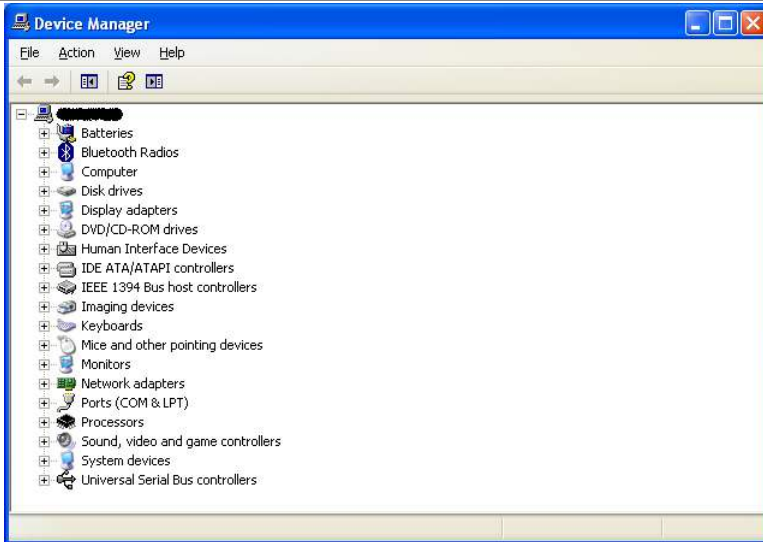 Device Manager
File Action View Help
Batteries
Bluetooth Radios
Computer
Disk drives
Display adapters
DVD/CD-ROM drives
Human Interface Devices
IDE ATA/ATAPI controllers
IEEE 1394 Bus host controllers
Imaging devices
Keyboards
Mice and other pointing devices
Monitors
Network adapters
Ports (COM & LPT)
Processors
Sound, video and game controllers
System devices
Universal Serial Bus controllers